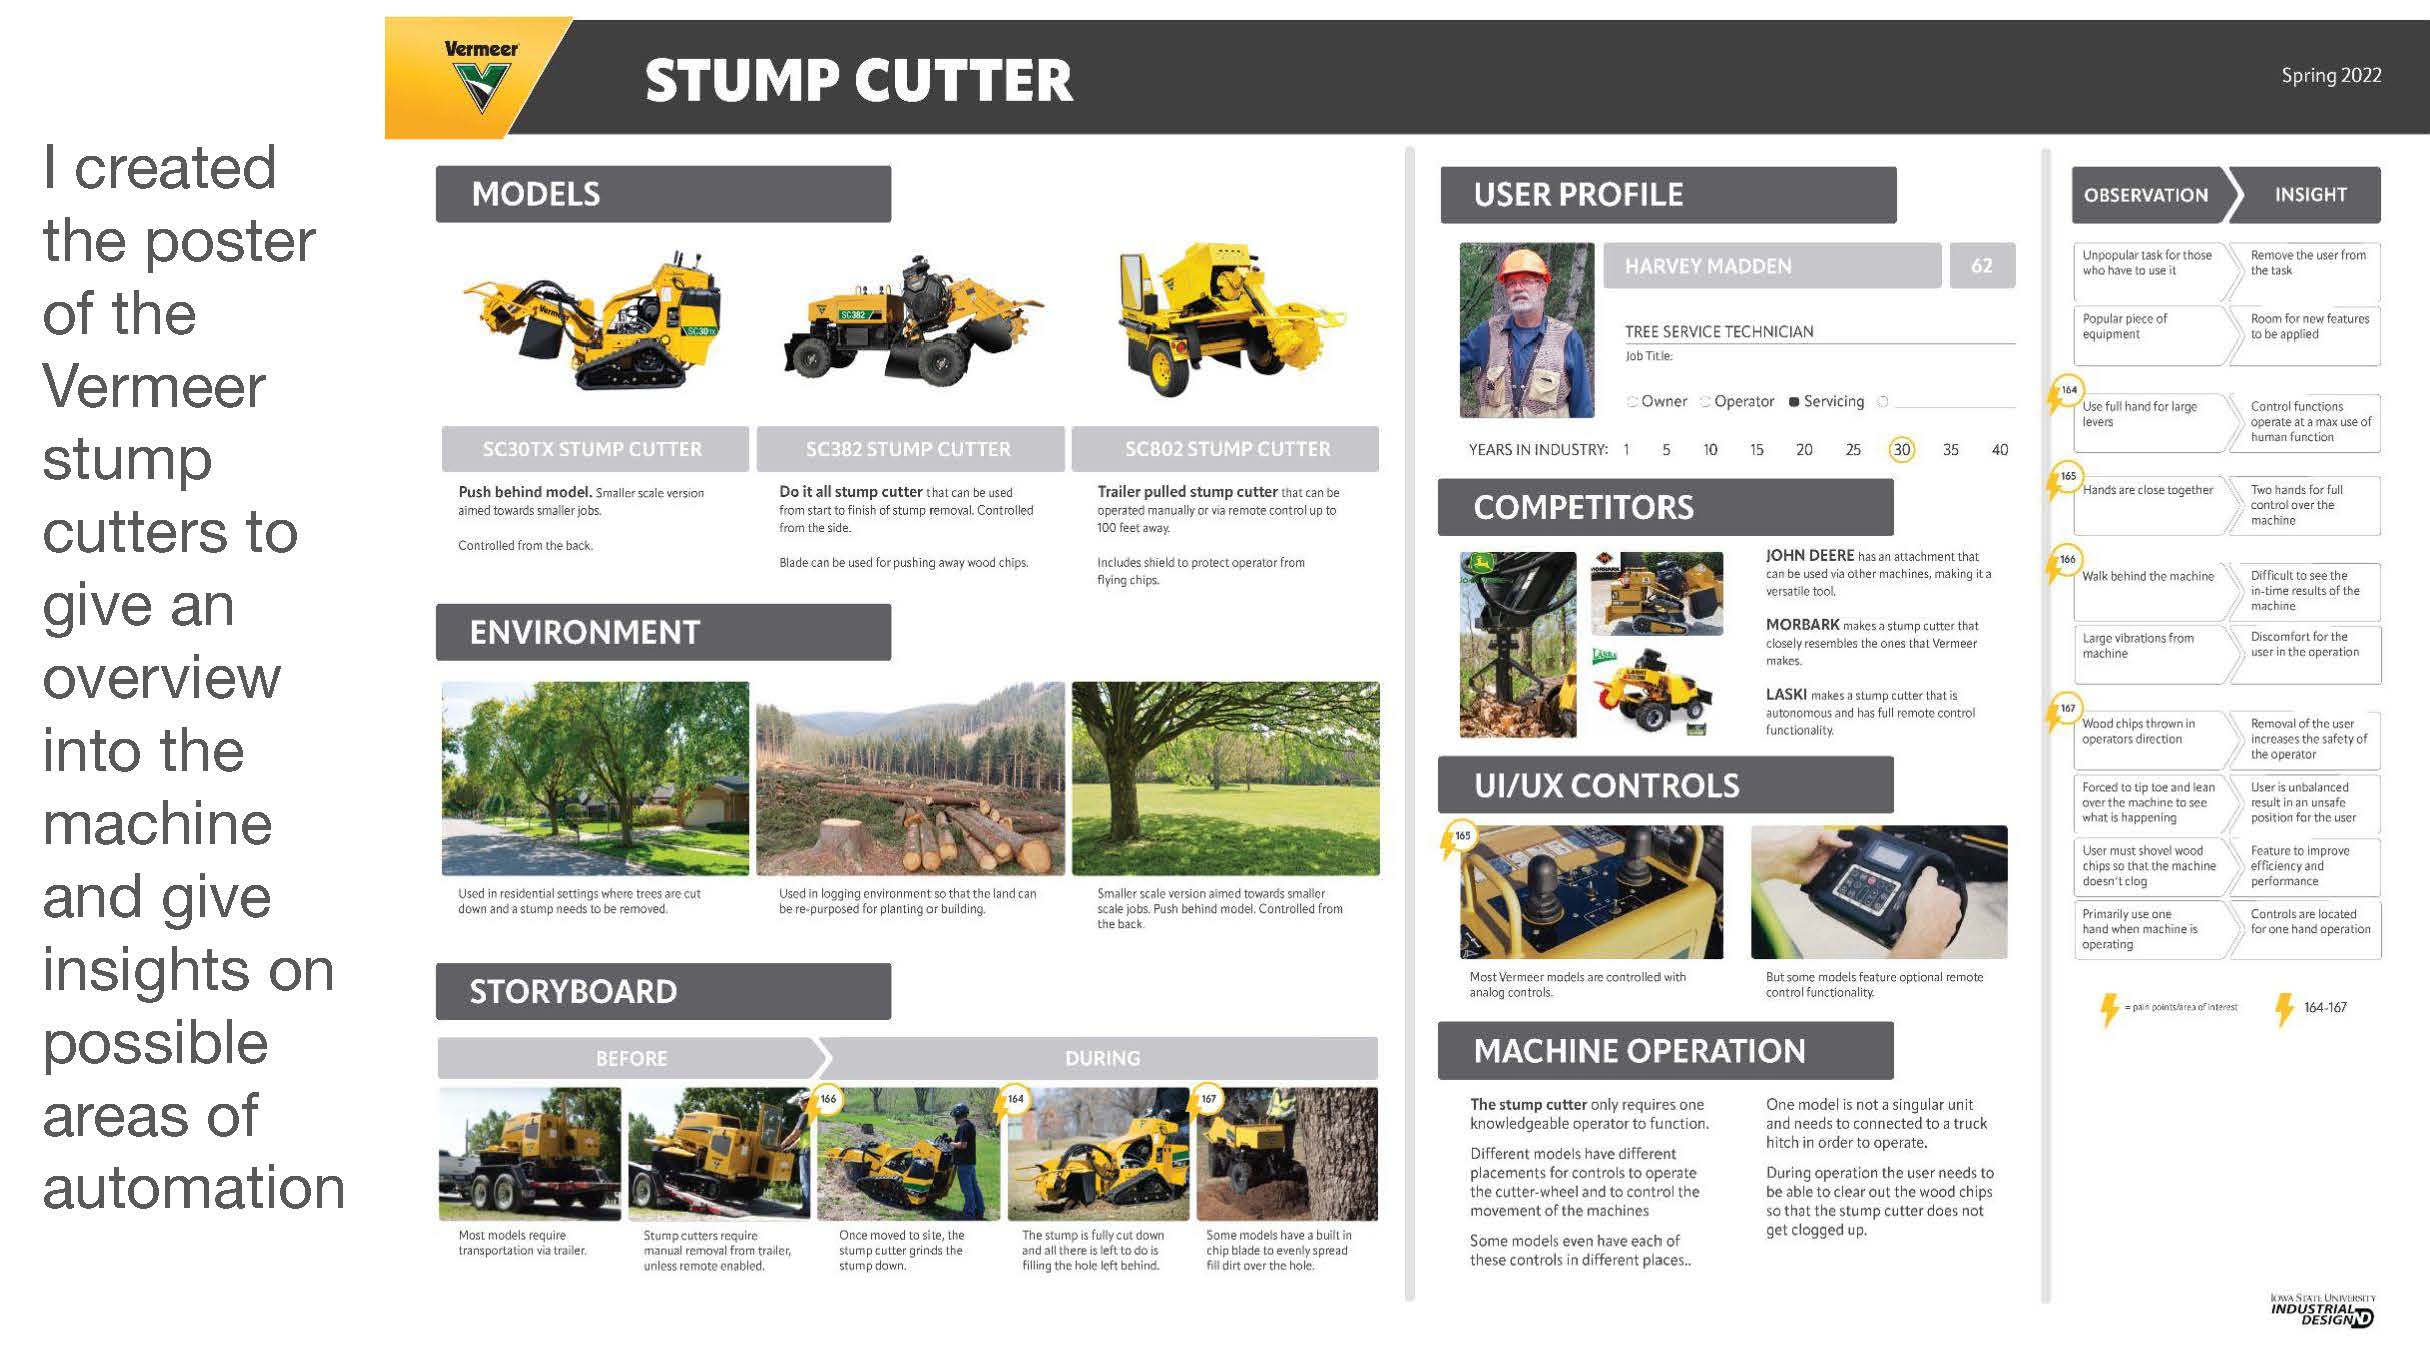 I created
the poster
of the
Vermeer
stump
cutters to
give an
overview
into the
machine
and give
insights on
possible
areas of
automation
Vermeer
STUMP CUTTER
Spring 2022
MODELS
SC30TX
SC382
SC30TX STUMP CUTTER
SC382 STUMP CUTTER
SC802 STUMP CUTTER
Push behind model. Smaller scale version
aimed towards smaller jobs.
Controlled from the back.
Do it all stump cutter that can be used
from start to finish of stump removal. Controlled
from the side.
Blade can be used for pushing away wood chips.
Trailer pulled stump cutter that can be
operated manually or via remote control up to
100 feet away.
Includes shield to protect operator from
flying chips.
ENVIRONMENT
Used in residential settings where trees are cut
down and a stump needs to be removed.
Used in logging environment so that the land can
be re-purposed for planting or building.
Smaller scale version aimed towards smaller
scale jobs. Push behind model. Controlled from
the back.
STORYBOARD
BEFORE
DURING
166
164
167
Most models require
transportation via trailer.
Stump cutters require
manual removal from trailer,
unless remote enabled.
Once moved to site, the
stump cutter grinds the
stump down.
The stump is fully cut down
and all there is left to do is
filling the hole left behind.
Some models have a built in
chip blade to evenly spread
fill dirt over the hole.
USER PROFILE
HARVEY MADDEN
62
TREE SERVICE TECHNICIAN
Job Title:
Owner Operator Servicing
YEARS IN INDUSTRY: 1 5 10 15 20 25 30 35 40
COMPETITORS
JOHN DEERE has an attachment that
can be used via other machines, making it a
versatile tool.
MORBARK makes a stump cutter that
closely resembles the ones that Vermeer
makes.
LASKI makes a stump cutter that is
autonomous and has full remote control
functionality.
UI/UX CONTROLS
165
Most Vermeer models are controlled with
analog controls.
But some models feature optional remote
control functionality.
MACHINE OPERATION
The stump cutter only requires one
knowledgeable operator to function.
Different models have different
placements for controls to operate
the cutter-wheel and to control the
movement of the machines
Some models even have each of
these controls in different places..
One model is not a singular unit
and needs to connected to a truck
hitch in order to operate.
During operation the user needs to
be able to clear out the wood chips
so that the stump cutter does not
get clogged up.
OBSERVATION
INSIGHT
Unpopular task for those
who have to use it
Remove the user from
the task
Popular piece of
equipment
Room for new features
to be applied
164
Use full hand for large
levers
Control functions
operate at a max use of
human function
165
Hands are close together
Two hands for full
control over the
machine
166
Walk behind the machine
Difficult to see the
in-time results of the
machine
Large vibrations from
machine
Discomfort for the
user in the operation
167
Wood chips thrown in
operators direction
Removal of the user
increases the safety of
the operator
Forced to tip toe and lean
over the machine to see
what is happening
User is unbalanced
result in an unsafe
position for the user
User must shovel wood
chips so that the machine
doesn't clog
Feature to improve
efficiency and
performance
Primarily use one
hand when machine is
operating
Controls are located
for one hand operation
= pain points/area of interest
164-167
IOWA STATE UNIVERSITY
INDUSTRIAL
DESIGN